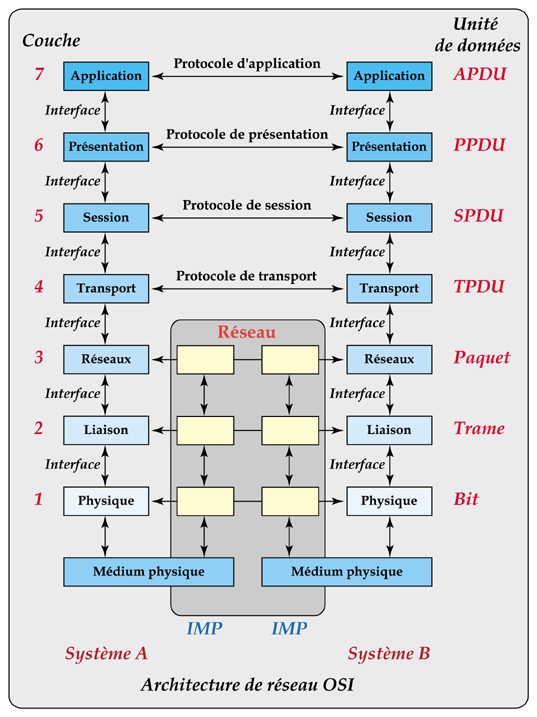 Couche
Unité
de données
7 Application Protocole d'application Application APDU
Interface Interface
6 Présentation Protocole de présentation Présentation PPDU
Interface Interface
5 Session Protocole de session Session SPDU
Interface Interface
4 Transport Protocole de transport Transport TPDU
Interface Réseau Interface
3 Réseaux Réseaux Paquet
Interface Interface
2 Liaison Liaison Trame
Interface Interface
1 Physique Physique Bit
Médium physique Médium physique
IMP IMP
Système A Système B
Architecture de réseau OSI